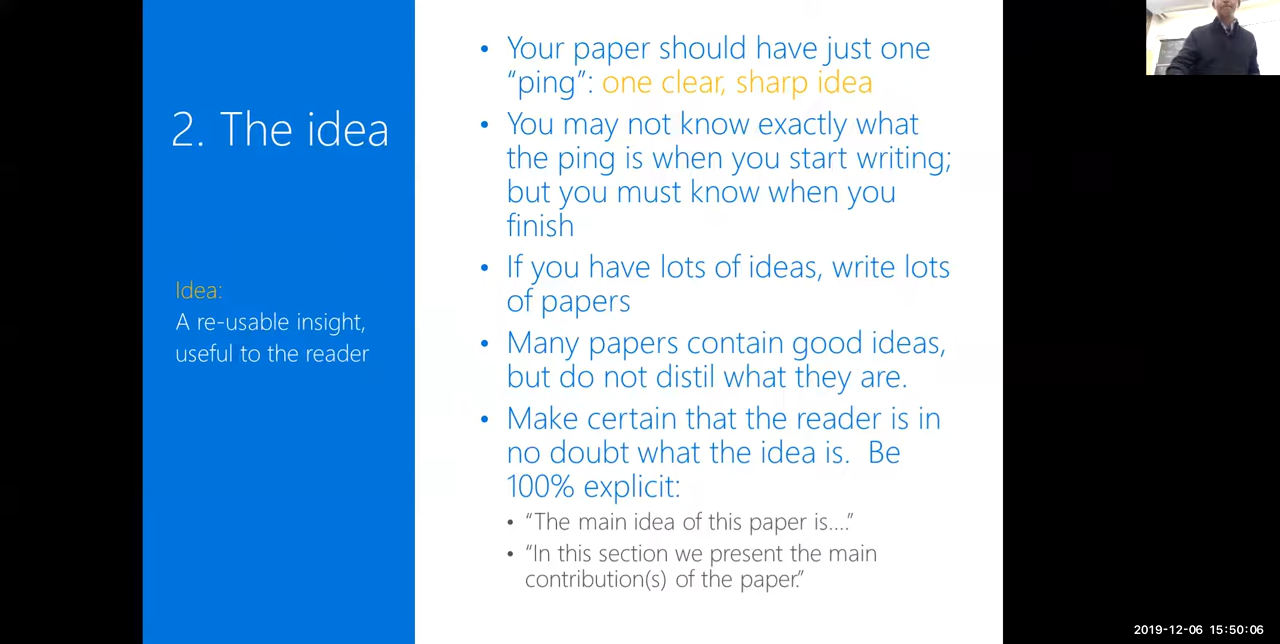 2. The idea
Idea:
A re-usable insight,
useful to the reader
• Your paper should have just one
“ping”: one clear, sharp idea
• You may not know exactly what
the ping is when you start writing;
but you must know when you
finish
• If you have lots of ideas, write lots
of papers
• Many papers contain good ideas,
but do not distil what they are.
• Make certain that the reader is in
no doubt what the idea is.  Be
100% explicit:
• “The main idea of this paper is....”
• “In this section we present the main
contribution(s) of the paper.”
2019-12-06 15:50:06